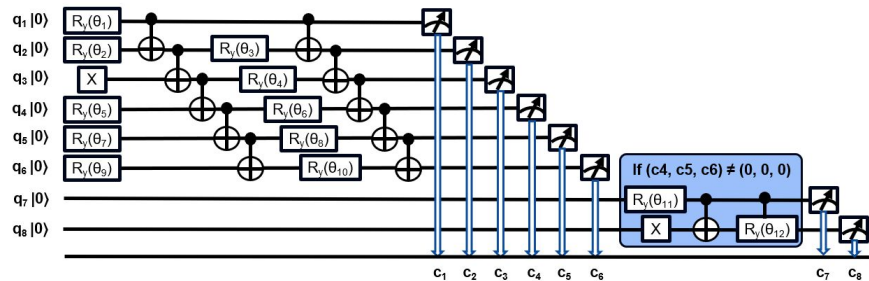 q₁ |0⟩ Rᵧ(θ₁)
q₂ |0⟩ Rᵧ(θ₂) Rᵧ(θ₃)
q₃ |0⟩ X Rᵧ(θ₄)
q₄ |0⟩ Rᵧ(θ₅) Rᵧ(θ₆)
q₅ |0⟩ Rᵧ(θ₇) Rᵧ(θ₈)
q₆ |0⟩ Rᵧ(θ₉) Rᵧ(θ₁₀)
If (c4, c5, c6) ≠ (0, 0, 0)
q₇ |0⟩ Rᵧ(θ₁₁)
q₈ |0⟩ X Rᵧ(θ₁₂)
c₁ c₂ c₃ c₄ c₅ c₆ c₇ c₈